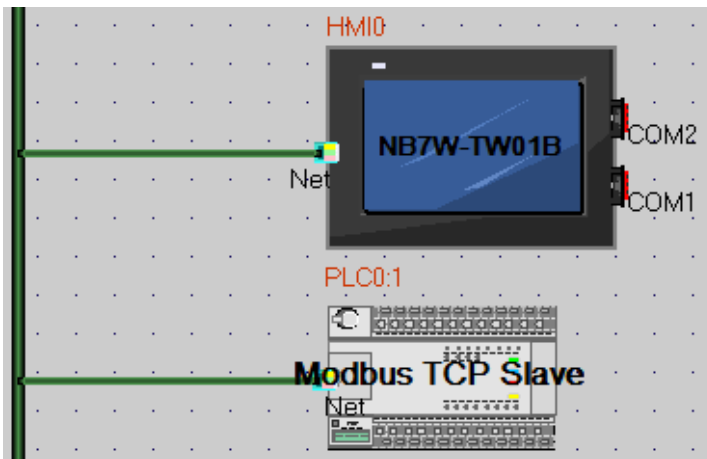 HMI0
NB7W-TW01B
COM2
Net
COM1
PLC0:1
Modbus TCP Slave
Net